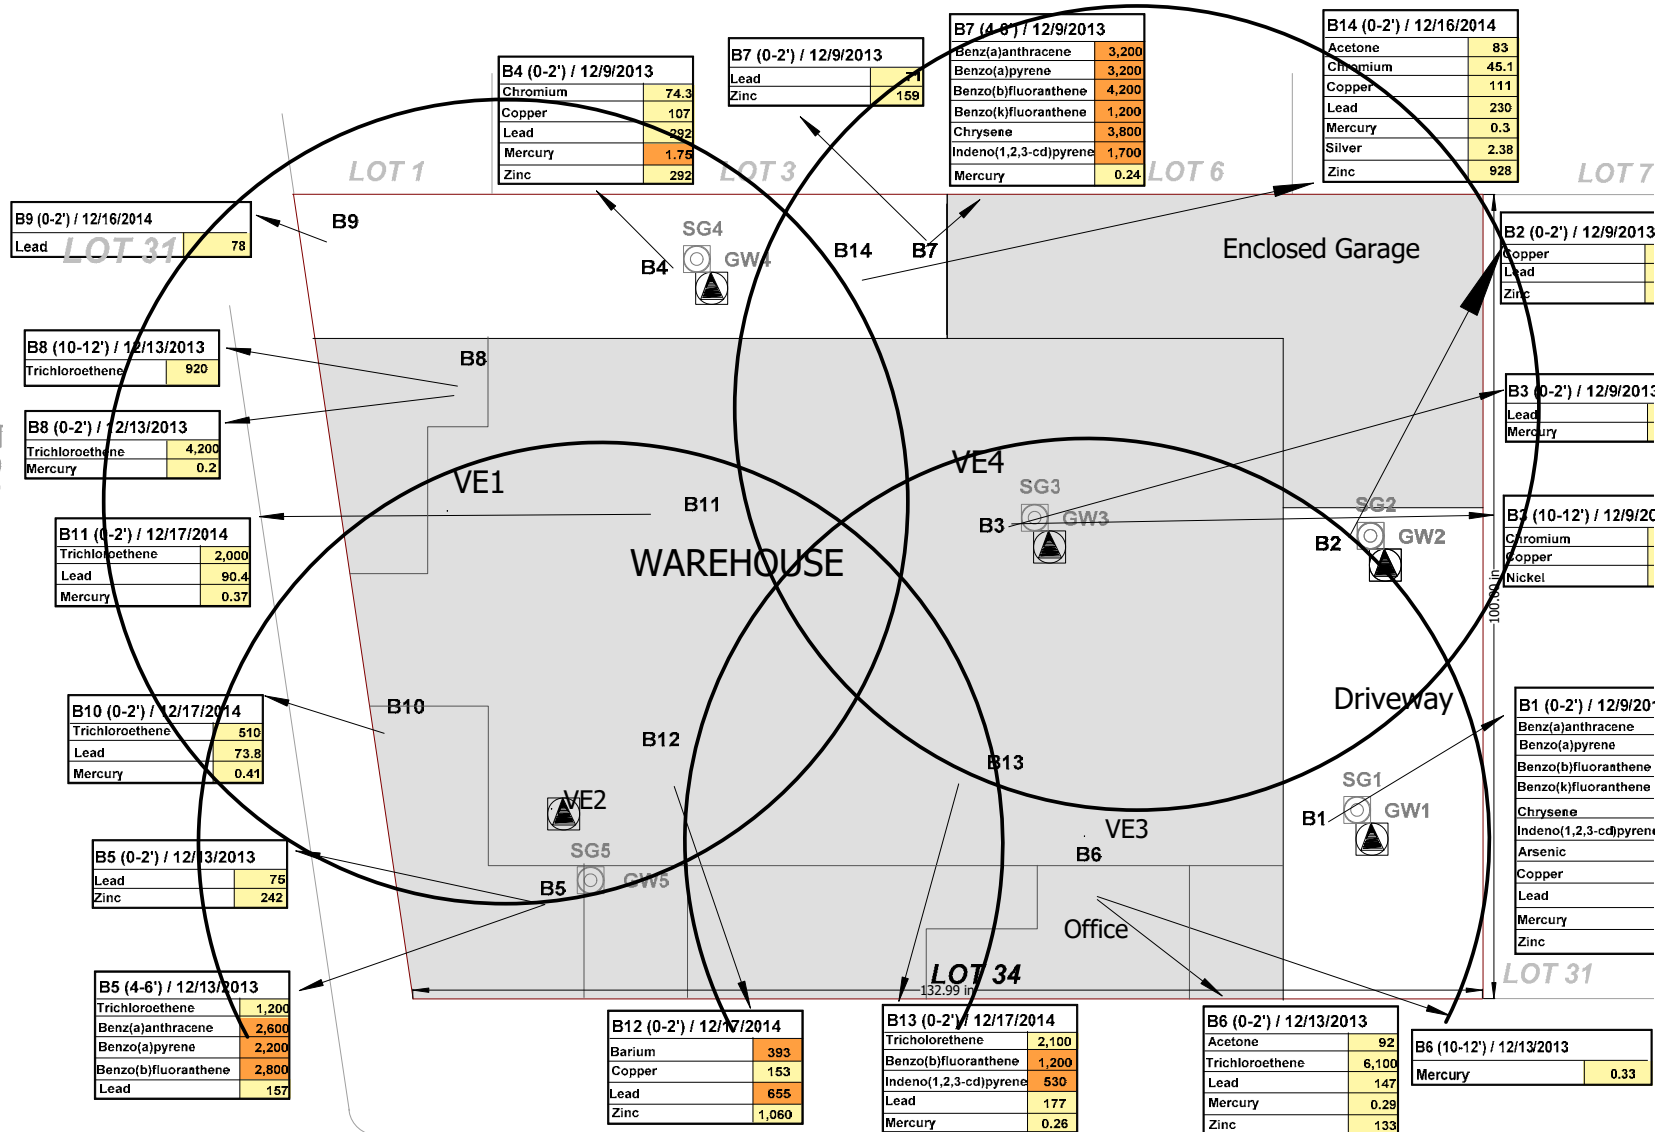 B4 (0-2') / 12/9/2013
Chromium 74.3
Copper 107
Lead 292
Mercury 1.75
Zinc 292
B7 (0-2') / 12/9/2013
Lead 71
Zinc 159
B7 (4-6') / 12/9/2013
Benz(a)anthracene 3,200
Benzo(a)pyrene 3,200
Benzo(b)fluoranthene 4,200
Benzo(k)fluoranthene 1,200
Chrysene 3,800
Indeno(1,2,3-cd)pyrene 1,700
Mercury 0.24
B14 (0-2') / 12/16/2014
Acetone 83
Chromium 45.1
Copper 111
Lead 230
Mercury 0.3
Silver 2.38
Zinc 928
LOT 1
LOT 3
LOT 6
LOT 7
B9 (0-2') / 12/16/2014
Lead 78
LOT 31
B9
SG4
B4
GW4
B14
B7
Enclosed Garage
B2 (0-2') / 12/9/2013
Copper
Lead
Zinc
B8 (10-12') / 12/13/2013
Trichloroethene 920
B8
B8 (0-2') / 12/13/2013
Trichloroethene 4,200
Mercury 0.2
B3 (0-2') / 12/9/2013
Lead
Mercury
VE1
VE4
B11
SG3
B3
GW3
SG2
B2
GW2
B11 (0-2') / 12/17/2014
Trichloroethene 2,000
Lead 90.4
Mercury 0.37
WAREHOUSE
B3 (10-12') / 12/9/20
Chromium
Copper
Nickel
100.00 in
B10 (0-2') / 12/17/2014
Trichloroethene 510
Lead 73.8
Mercury 0.41
B10
B12
B13
Driveway
B1 (0-2') / 12/9/201
Benz(a)anthracene
Benzo(a)pyrene
Benzo(b)fluoranthene
Benzo(k)fluoranthene
Chrysene
Indeno(1,2,3-cd)pyrene
Arsenic
Copper
Lead
Mercury
Zinc
SG1
B1
GW1
VE2
VE3
B6
SG5
B5
GW5
B5 (0-2') / 12/13/2013
Lead 75
Zinc 242
Office
LOT 34
132.99 in
LOT 31
B5 (4-6') / 12/13/2013
Trichloroethene 1,200
Benz(a)anthracene 2,600
Benzo(a)pyrene 2,200
Benzo(b)fluoranthene 2,800
Lead 157
B12 (0-2') / 12/17/2014
Barium 393
Copper 153
Lead 655
Zinc 1,060
B13 (0-2') / 12/17/2014
Tricholorethene 2,100
Benzo(b)fluoranthene 1,200
Indeno(1,2,3-cd)pyrene 530
Lead 177
Mercury 0.26
B6 (0-2') / 12/13/2013
Acetone 92
Trichloroethene 6,100
Lead 147
Mercury 0.29
Zinc 133
B6 (10-12') / 12/13/2013
Mercury 0.33